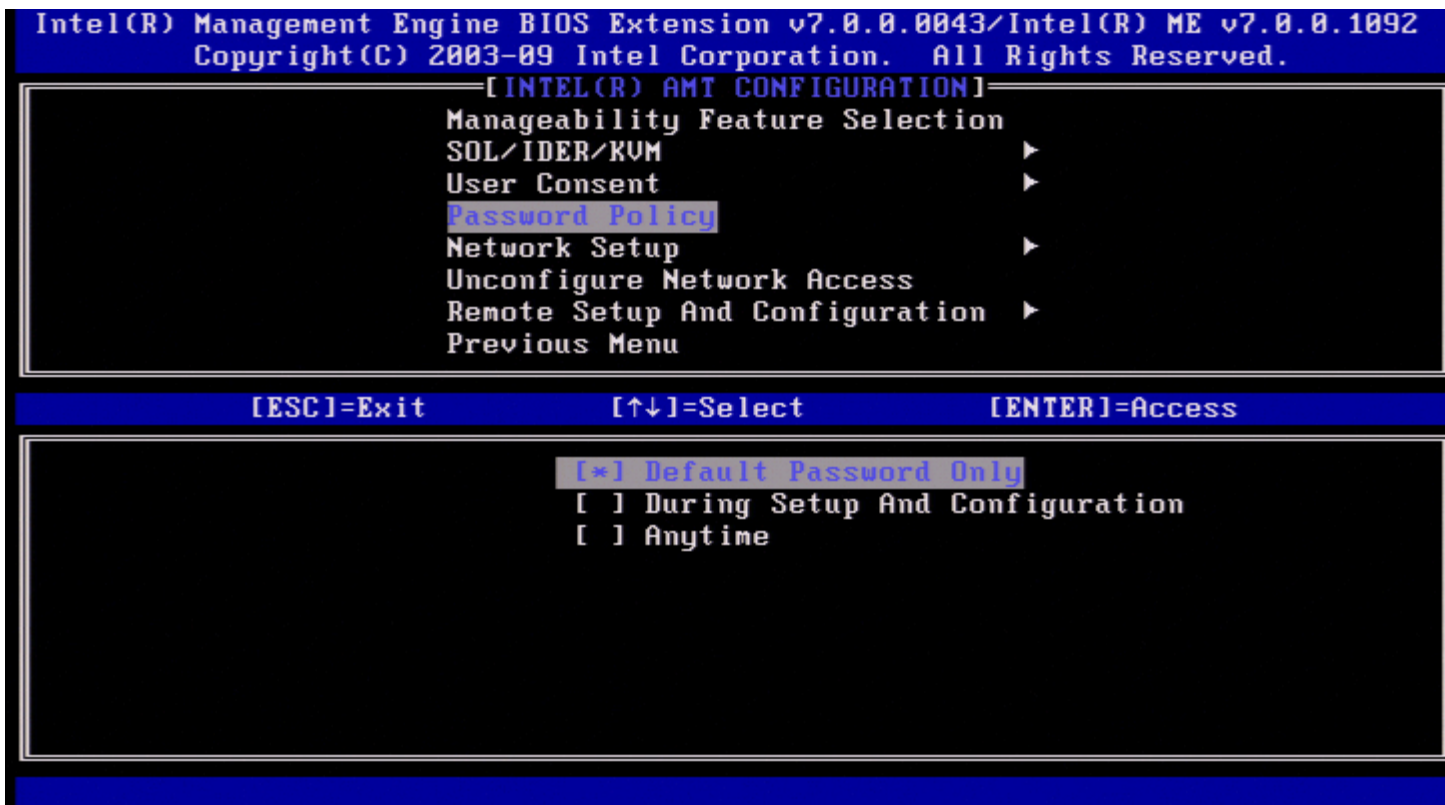 Intel(R) Management Engine BIOS Extension v7.0.0.0043/Intel(R) ME v7.0.0.1092
Copyright(C) 2003-09 Intel Corporation. All Rights Reserved.
[INTEL(R) AMT CONFIGURATION]
Manageability Feature Selection
SOL/IDER/KVM ►
User Consent ►
Password Policy
Network Setup ►
Unconfigure Network Access
Remote Setup And Configuration ►
Previous Menu
[ESC]=Exit [↑↓]=Select [ENTER]=Access
[*] Default Password Only
[ ] During Setup And Configuration
[ ] Anytime